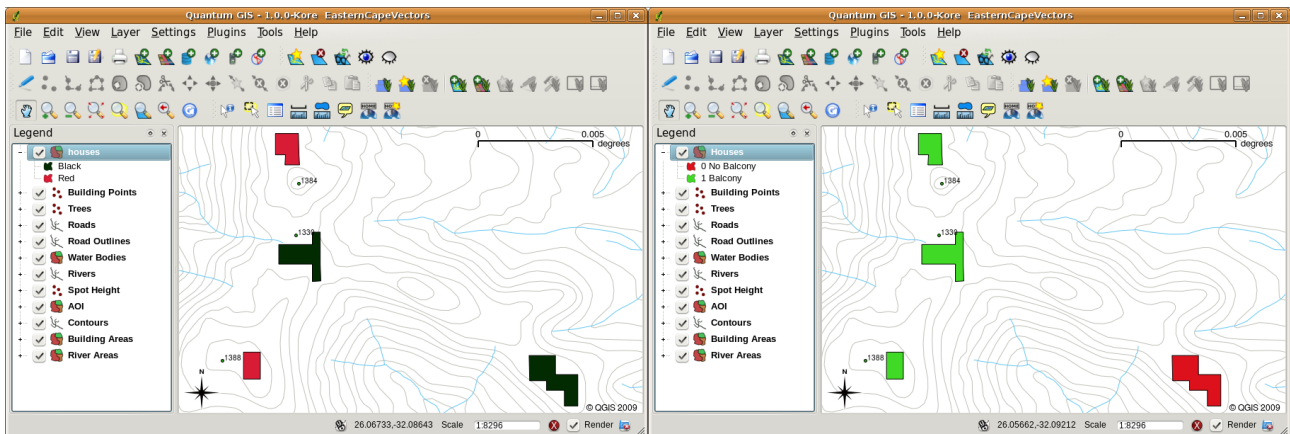 Quantum GIS - 1.0.0-Kore EasternCapeVectors
File Edit View Layer Settings Plugins Tools Help
Legend
houses
Black
Red
Building Points
Trees
Roads
Road Outlines
Water Bodies
Rivers
Spot Height
AOI
Contours
Building Areas
River Areas
0 0.005
degrees
1384
1339
1388
N
© QGIS 2009
26.06733,-32.08643 Scale 1:8296 Render
Quantum GIS - 1.0.0-Kore EasternCapeVectors
File Edit View Layer Settings Plugins Tools Help
Legend
Houses
0 No Balcony
1 Balcony
Building Points
Trees
Roads
Road Outlines
Water Bodies
Rivers
Spot Height
AOI
Contours
Building Areas
River Areas
0 0.005
degrees
1384
1339
1388
N
© QGIS 2009
26.05662,-32.09212 Scale 1:8296 Render